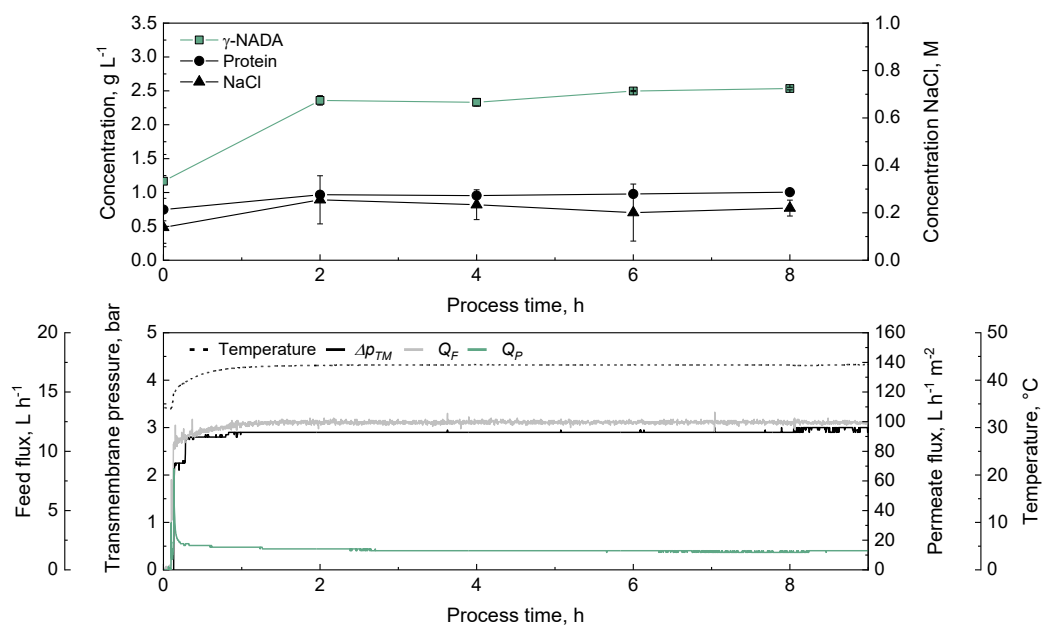 3.5
3.0
2.5
2.0
1.5
1.0
0.5
0.0
Concentration, g L⁻¹
γ-NADA
Protein
NaCl
1.0
0.8
0.6
0.4
0.2
0.0
Concentration NaCl, M
0 2 4 6 8
Process time, h
20
15
10
5
0
Feed flux, L h⁻¹
5
4
3
2
1
0
Transmembrane pressure, bar
Temperature Δp_TM Q_F Q_P
160
140
120
100
80
60
40
20
0
Permeate flux, L h⁻¹ m⁻²
50
40
30
20
10
0
Temperature, °C
0 2 4 6 8
Process time, h